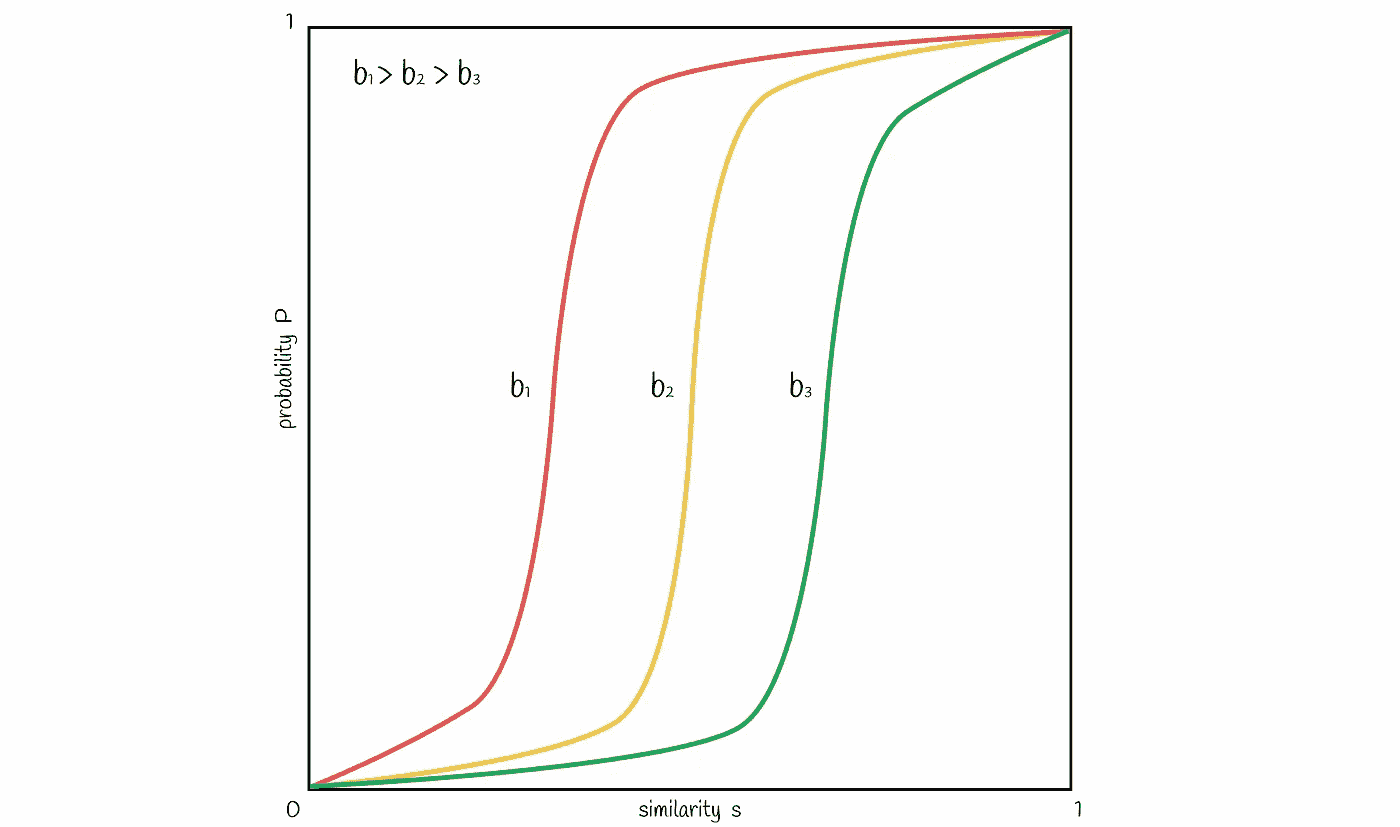 1
b₁ > b₂ > b₃
probability P
b₁
b₂
b₃
0
similarity s
1